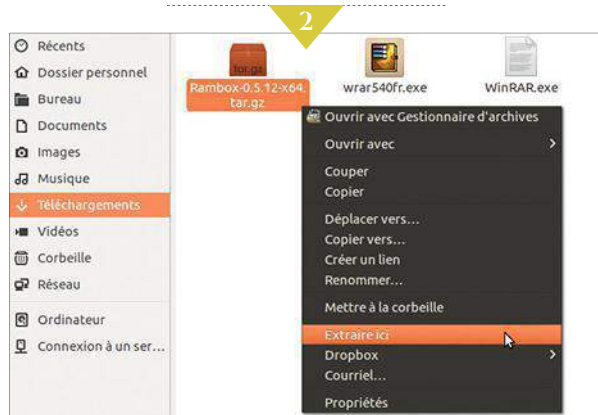 2
Récents
Dossier personnel
Bureau
Documents
Images
Musique
Téléchargements
Vidéos
Corbeille
Réseau
Ordinateur
Connexion à un ser...
tar.gz
Rambox-0.5.12-x64.
tar.gz
wrar540fr.exe
WinRAR.exe
Ouvrir avec Gestionnaire d'archives
Ouvrir avec
Couper
Copier
Déplacer vers...
Copier vers...
Créer un lien
Renommer...
Mettre à la corbeille
Extraire ici
Dropbox
Courriel...
Propriétés